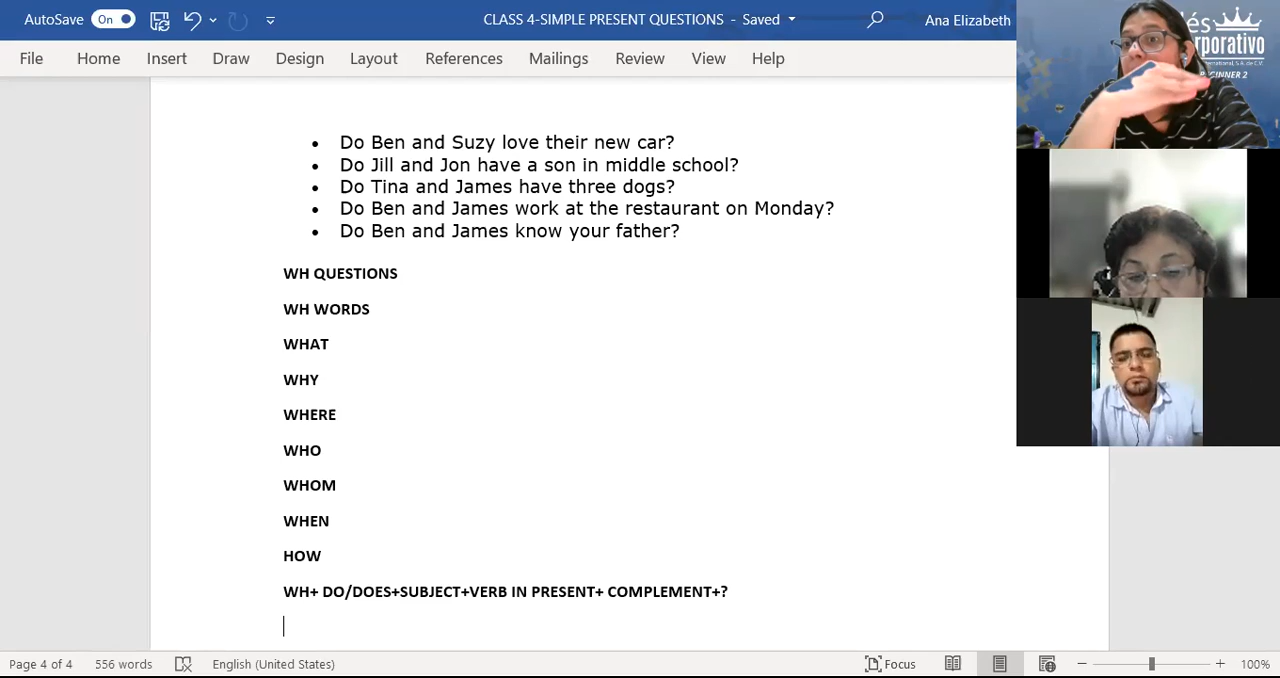 AutoSave On CLASS 4-SIMPLE PRESENT QUESTIONS - Saved Ana Elizabeth
File Home Insert Draw Design Layout References Mailings Review View Help
és
rporativo
Do Ben and Suzy love their new car?
Do Jill and Jon have a son in middle school?
Do Tina and James have three dogs?
Do Ben and James work at the restaurant on Monday?
Do Ben and James know your father?
WH QUESTIONS
WH WORDS
WHAT
WHY
WHERE
WHO
WHOM
WHEN
HOW
WH+ DO/DOES+SUBJECT+VERB IN PRESENT+ COMPLEMENT+?
Page 4 of 4 556 words English (United States) Focus 100%